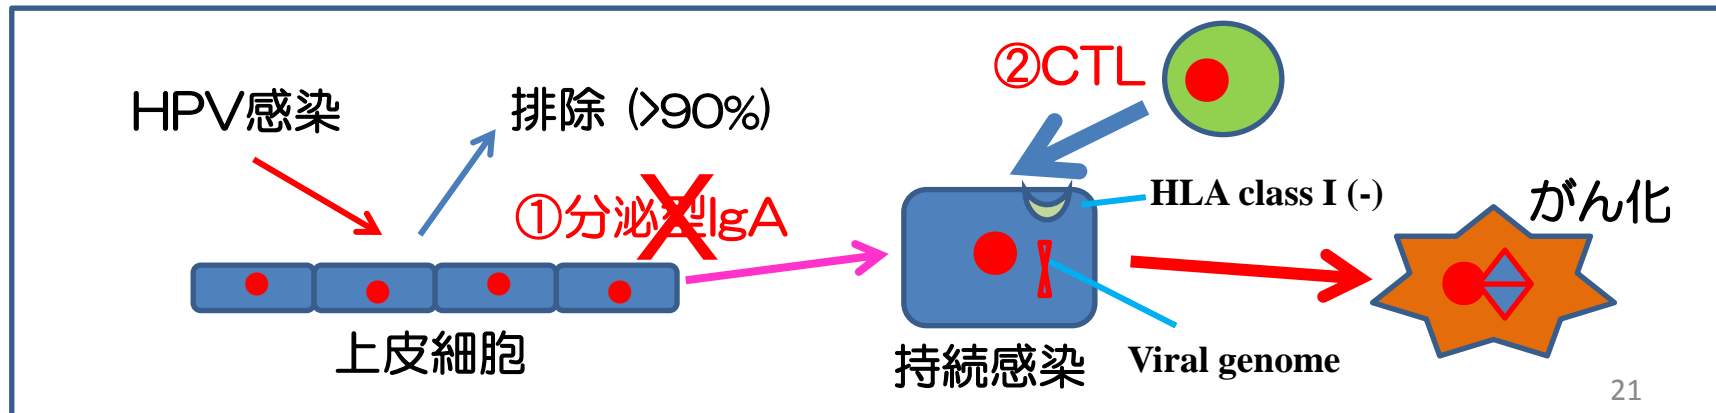 HPV感染
排除 (>90%)
①分泌型IgA
上皮細胞
②CTL
HLA class I (-)
持続感染
Viral genome
がん化
21